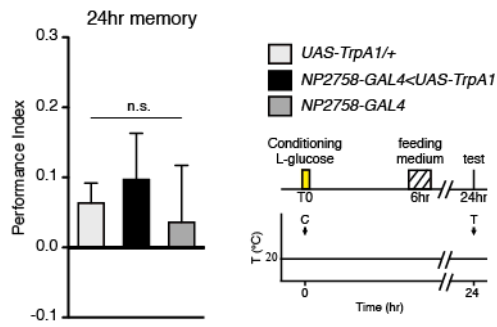 24hr memory
0.3
0.2
0.1
0.0
-0.1
Performance Index
n.s.
UAS-TrpA1/+
NP2758-GAL4<UAS-TrpA1
NP2758-GAL4
Conditioning
L-glucose
feeding
medium
test
T0
6hr
24hr
C
T
T (°C)
20
0
24
Time (hr)